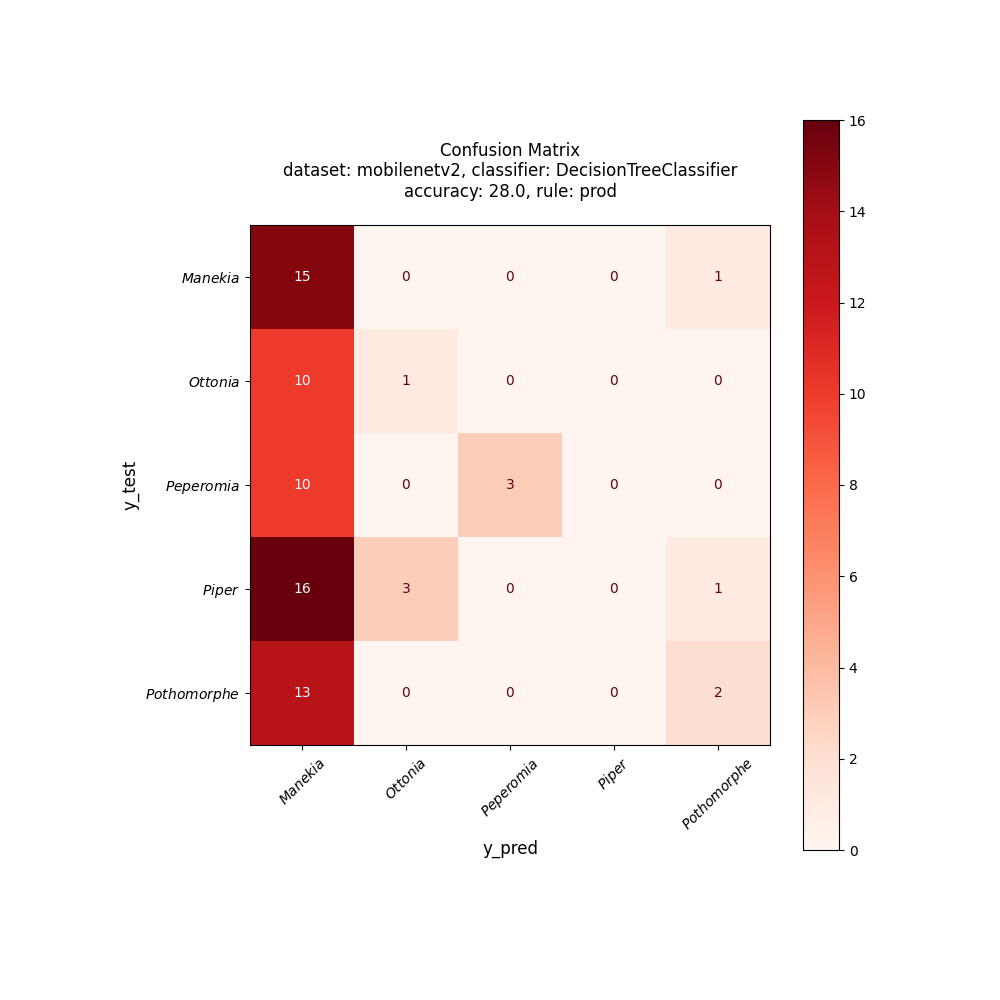 Confusion Matrix
dataset: mobilenetv2, classifier: DecisionTreeClassifier
accuracy: 28.0, rule: prod
y_test
Manekia 15 0 0 0 1
Ottonia 10 1 0 0 0
Peperomia 10 0 3 0 0
Piper 16 3 0 0 1
Pothomorphe 13 0 0 0 2
Manekia Ottonia Peperomia Piper Pothomorphe
y_pred
16
14
12
10
8
6
4
2
0